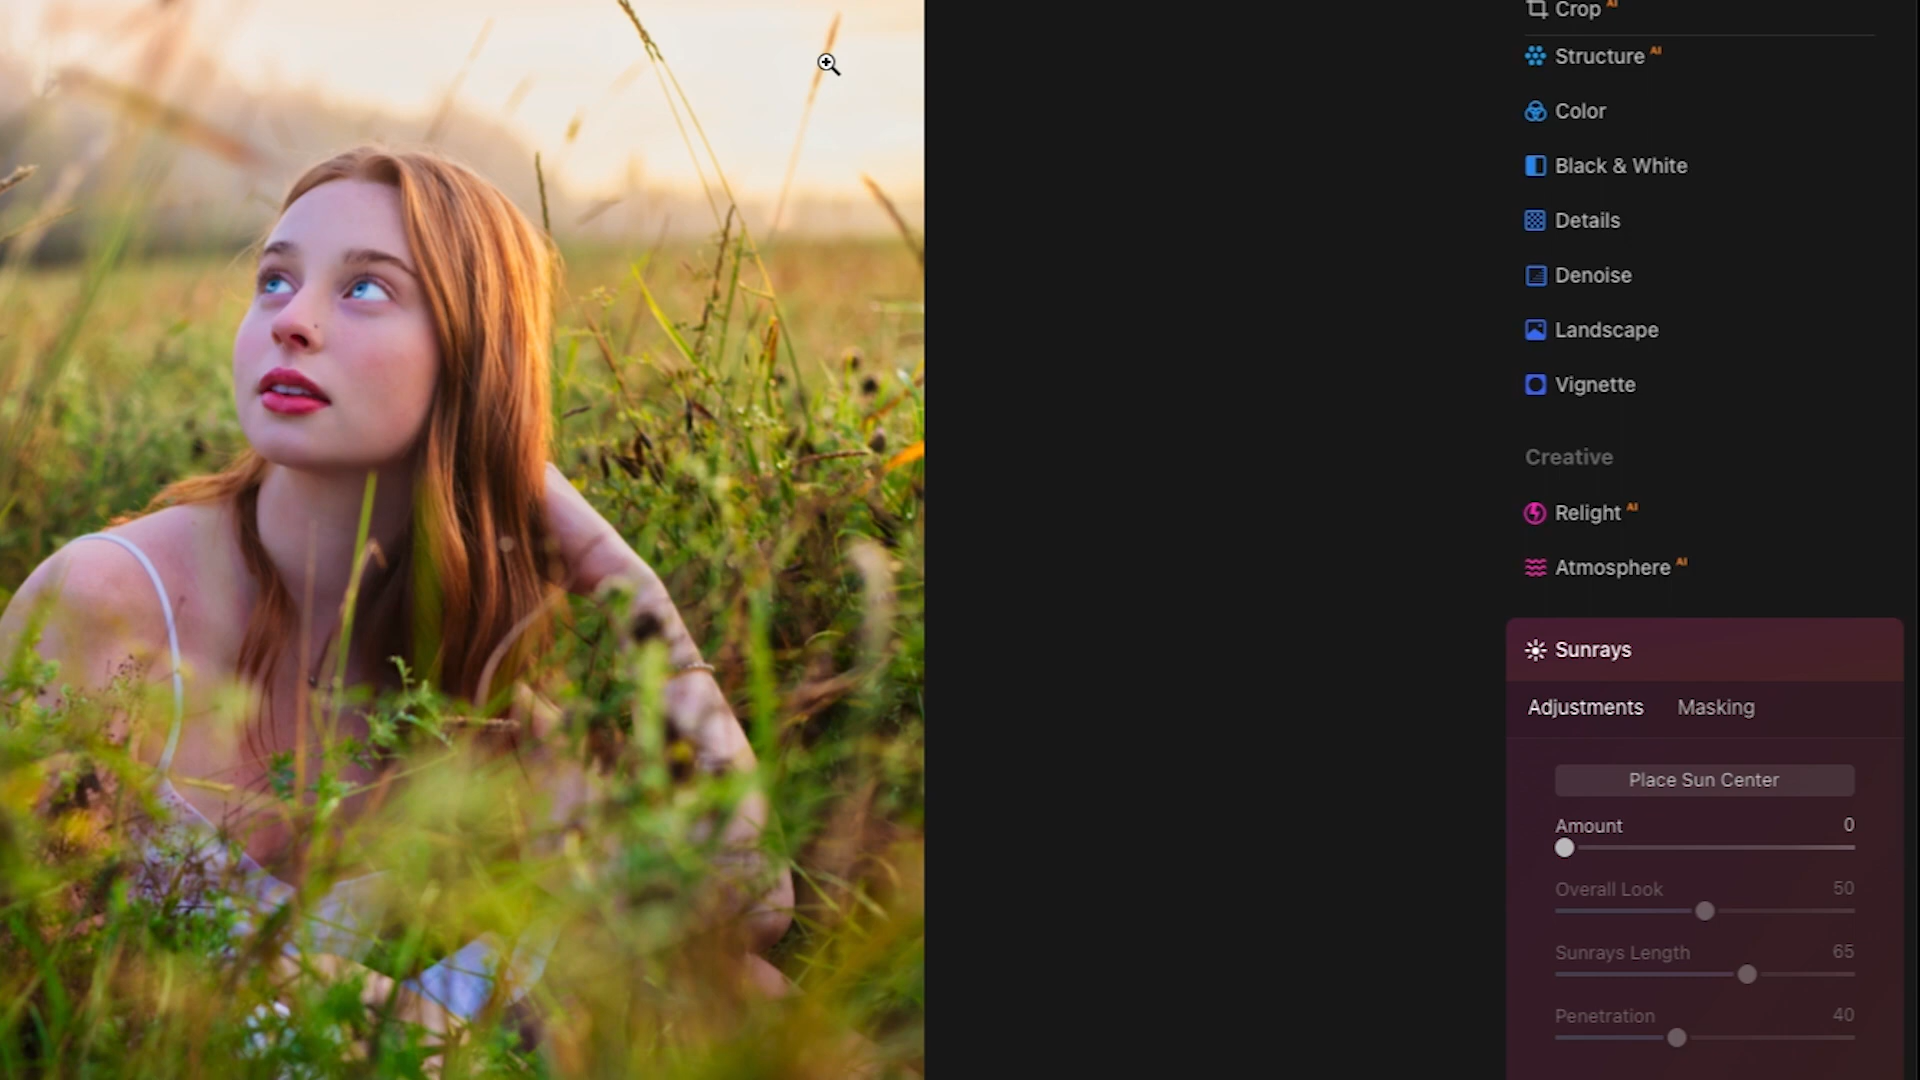 Crop AI
Structure AI
Color
Black & White
Details
Denoise
Landscape
Vignette
Creative
Relight AI
Atmosphere AI
Sunrays
Adjustments Masking
Place Sun Center
Amount 0
Overall Look 50
Sunrays Length 65
Penetration 40